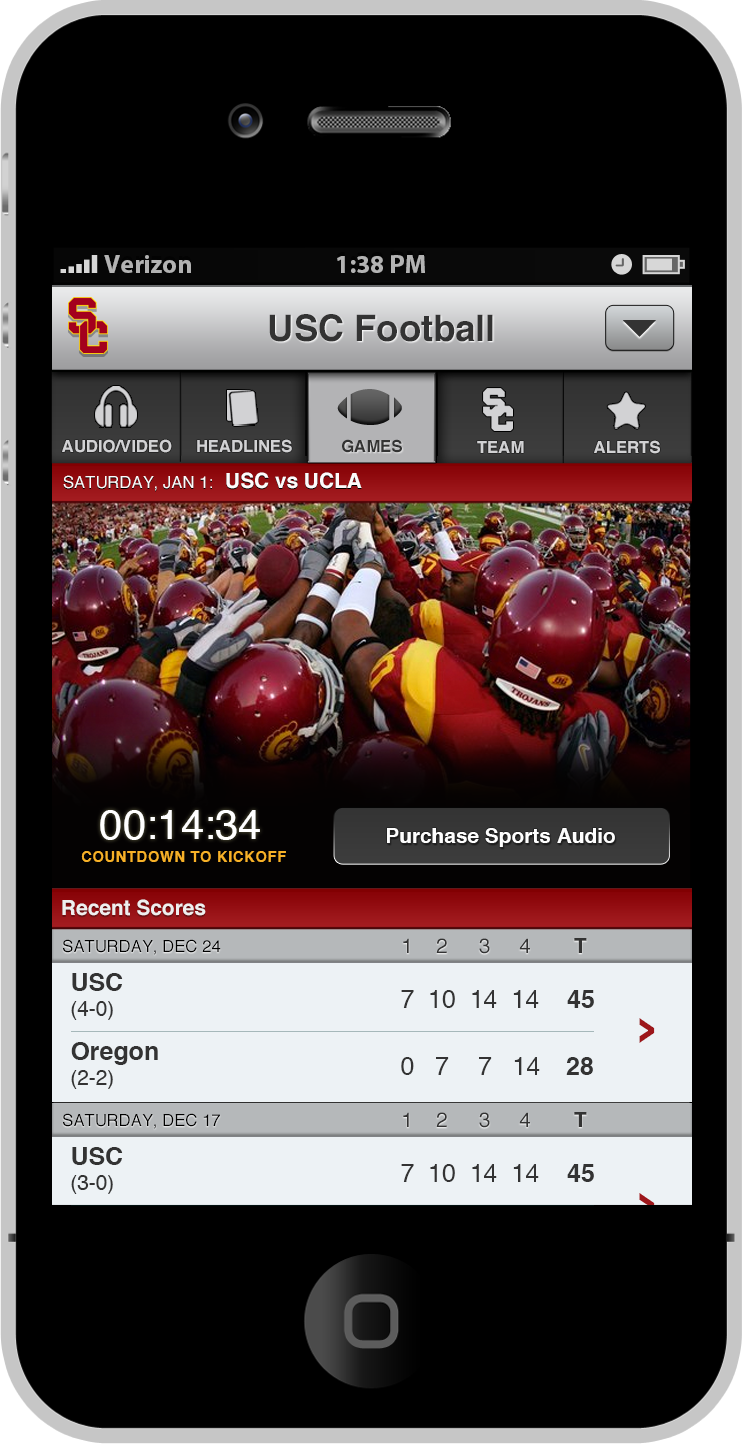 Verizon 1:38 PM
SC USC Football
SC
AUDIO/VIDEO HEADLINES GAMES TEAM ALERTS
SATURDAY, JAN 1: USC vs UCLA
TROJANS
TROJANS
00:14:34 Purchase Sports Audio
COUNTDOWN TO KICKOFF
Recent Scores
SATURDAY, DEC 24 1 2 3 4 T
USC
(4-0) 7 10 14 14 45
>
Oregon
(2-2) 0 7 7 14 28
SATURDAY, DEC 17 1 2 3 4 T
USC
(3-0) 7 10 14 14 45